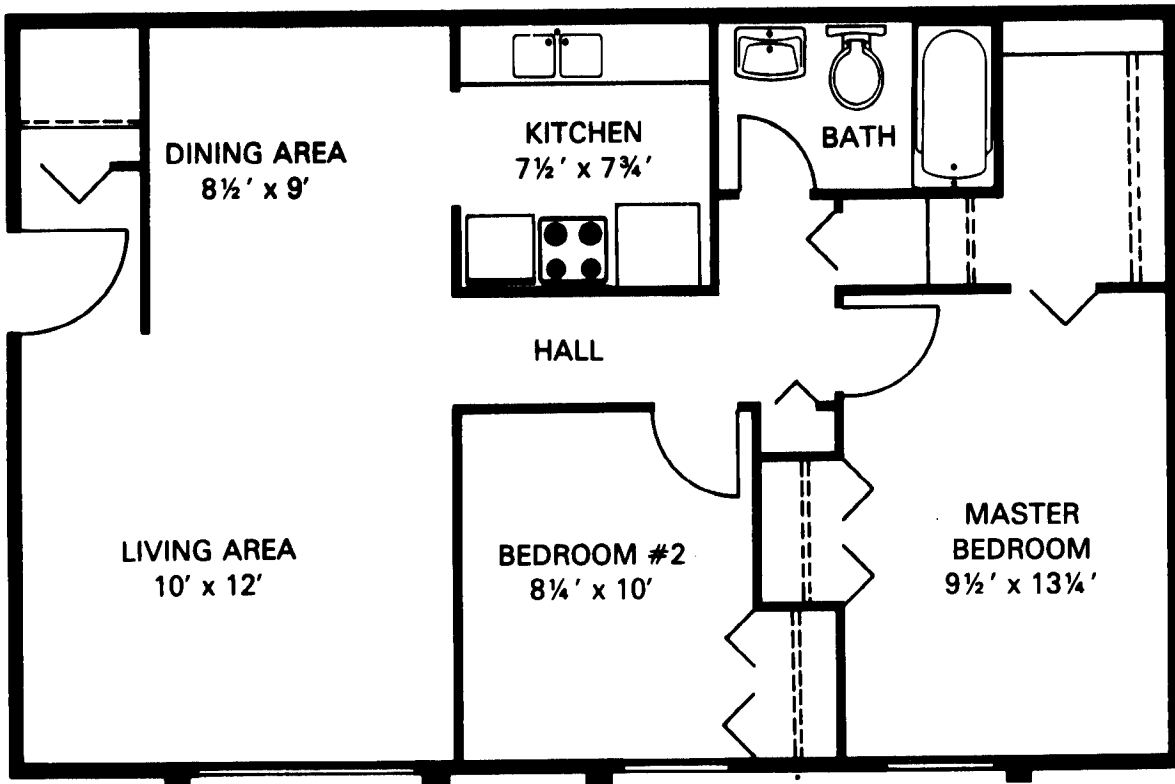 DINING AREA
8½' x 9'
KITCHEN
7½' x 7¾'
BATH
HALL
LIVING AREA
10' x 12'
BEDROOM #2
8¼' x 10'
MASTER
BEDROOM
9½' x 13¼'